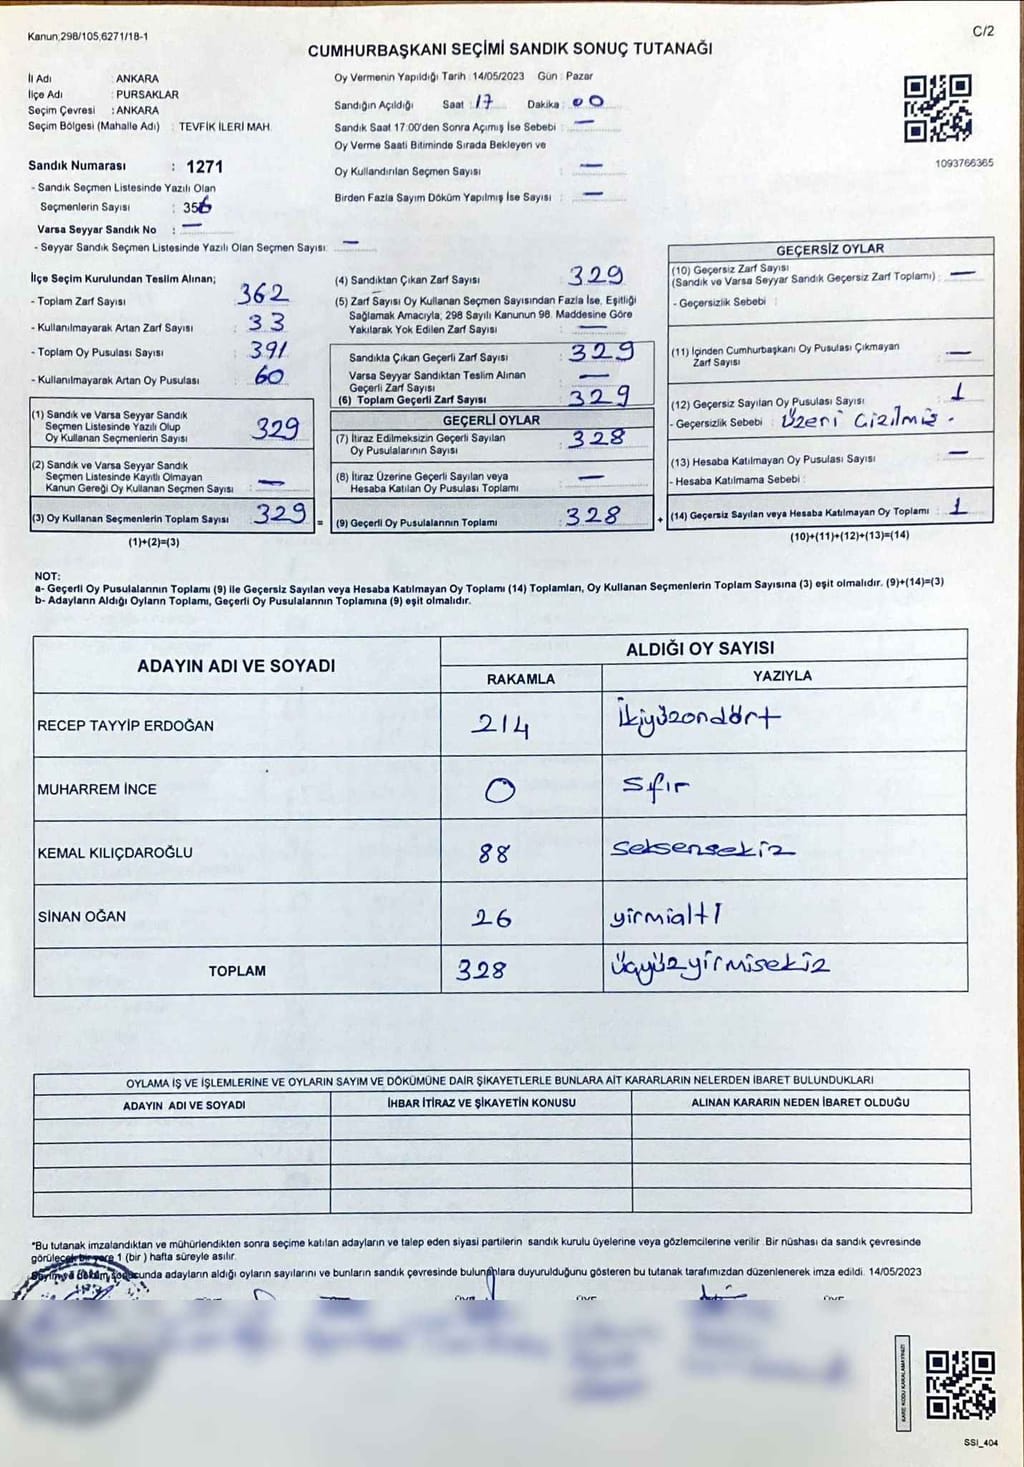 Kanun,298/105,6271/18-1
C/2
CUMHURBAŞKANI SEÇİMİ SANDIK SONUÇ TUTANAĞI
İl Adı : ANKARA
İlçe Adı : PURSAKLAR
Seçim Çevresi : ANKARA
Seçim Bölgesi (Mahalle Adı) : TEVFİK İLERİ MAH.
Sandık Numarası : 1271
- Sandık Seçmen Listesinde Yazılı Olan
Seçmenlerin Sayısı : 356
Varsa Seyyar Sandık No : —
- Seyyar Sandık Seçmen Listesinde Yazılı Olan Seçmen Sayısı: —
Oy Vermenin Yapıldığı Tarih :14/05/2023 Gün : Pazar
Sandığın Açıldığı Saat : 17 Dakika : 00
Sandık Saat 17:00'den Sonra Açımış İse Sebebi : —
Oy Verme Saati Bitiminde Sırada Bekleyen ve
Oy Kullandırılan Seçmen Sayısı : —
Birden Fazla Sayım Döküm Yapılmış İse Sayısı : —
1093766365
İlçe Seçim Kurulundan Teslim Alınan;
- Toplam Zarf Sayısı : 362
- Kullanılmayarak Artan Zarf Sayısı : 33
- Toplam Oy Pusulası Sayısı : 391
- Kullanılmayarak Artan Oy Pusulası : 60
(1) Sandık ve Varsa Seyyar Sandık
Seçmen Listesinde Yazılı Olup
Oy Kullanan Seçmenlerin Sayısı : 329
(2) Sandık ve Varsa Seyyar Sandık
Seçmen Listesinde Kayıtlı Olmayan
Kanun Gereği Oy Kullanan Seçmen Sayısı : —
(3) Oy Kullanan Seçmenlerin Toplam Sayısı : 329 =
(1)+(2)=(3)
(4) Sandıktan Çıkan Zarf Sayısı : 329
(5) Zarf Sayısı Oy Kullanan Seçmen Sayısından Fazla İse, Eşitliği
Sağlamak Amacıyla; 298 Sayılı Kanunun 98. Maddesine Göre
Yakılarak Yok Edilen Zarf Sayısı : —
Sandıkta Çıkan Geçerli Zarf Sayısı : 329
Varsa Seyyar Sandıktan Teslim Alınan
Geçerli Zarf Sayısı : —
(6) Toplam Geçerli Zarf Sayısı : 329
GEÇERLİ OYLAR
(7) İtiraz Edilmeksizin Geçerli Sayılan
Oy Pusulalarının Sayısı : 328
(8) İtiraz Üzerine Geçerli Sayılan veya
Hesaba Katılan Oy Pusulası Toplamı : —
(9) Geçerli Oy Pusulalarının Toplamı : 328 +
GEÇERSİZ OYLAR
(10) Geçersiz Zarf Sayısı
(Sandık ve Varsa Seyyar Sandık Geçersiz Zarf Toplamı) : —
- Geçersizlik Sebebi :
(11) İçinden Cumhurbaşkanı Oy Pusulası Çıkmayan
Zarf Sayısı : —
(12) Geçersiz Sayılan Oy Pusulası Sayısı : 1
- Geçersizlik Sebebi : Üzeri Çizilmiş.
(13) Hesaba Katılmayan Oy Pusulası Sayısı : —
- Hesaba Katılmama Sebebi :
(14) Geçersiz Sayılan veya Hesaba Katılmayan Oy Toplamı : 1
(10)+(11)+(12)+(13)=(14)
NOT:
a- Geçerli Oy Pusulalarının Toplamı (9) ile Geçersiz Sayılan veya Hesaba Katılmayan Oy Toplamı (14) Toplamları, Oy Kullanan Seçmenlerin Toplam Sayısına (3) eşit olmalıdır. (9)+(14)=(3)
b- Adayların Aldığı Oyların Toplamı, Geçerli Oy Pusulalarının Toplamına (9) eşit olmalıdır.
ADAYIN ADI VE SOYADI
ALDIĞI OY SAYISI
RAKAMLA YAZIYLA
RECEP TAYYİP ERDOĞAN 214 İkiyüzondört
MUHARREM İNCE 0 Sıfır
KEMAL KILIÇDAROĞLU 88 Seksensekiz
SİNAN OĞAN 26 yirmialtı
TOPLAM 328 Üçyüzyirmisekiz
OYLAMA İŞ VE İŞLEMLERİNE VE OYLARIN SAYIM VE DÖKÜMÜNE DAİR ŞİKAYETLERLE BUNLARA AİT KARARLARIN NELERDEN İBARET BULUNDUKLARI
ADAYIN ADI VE SOYADI İHBAR İTİRAZ VE ŞİKAYETİN KONUSU ALINAN KARARIN NEDEN İBARET OLDUĞU
*Bu tutanak imzalandıktan ve mühürlendikten sonra seçime katılan adayların ve talep eden siyasi partilerin sandık kurulu üyelerine veya gözlemcilerine verilir. Bir nüshası da sandık çevresinde
görülecek bir yere 1 (bir) hafta süreyle asılır.
Sayım ve döküm sonucunda adayların aldığı oyların sayılarını ve bunların sandık çevresinde bulunanlara duyurulduğunu gösteren bu tutanak tarafımızdan düzenlenerek imza edildi. 14/05/2023
KARE KODU KARALAMAYINIZ!
SSI_404